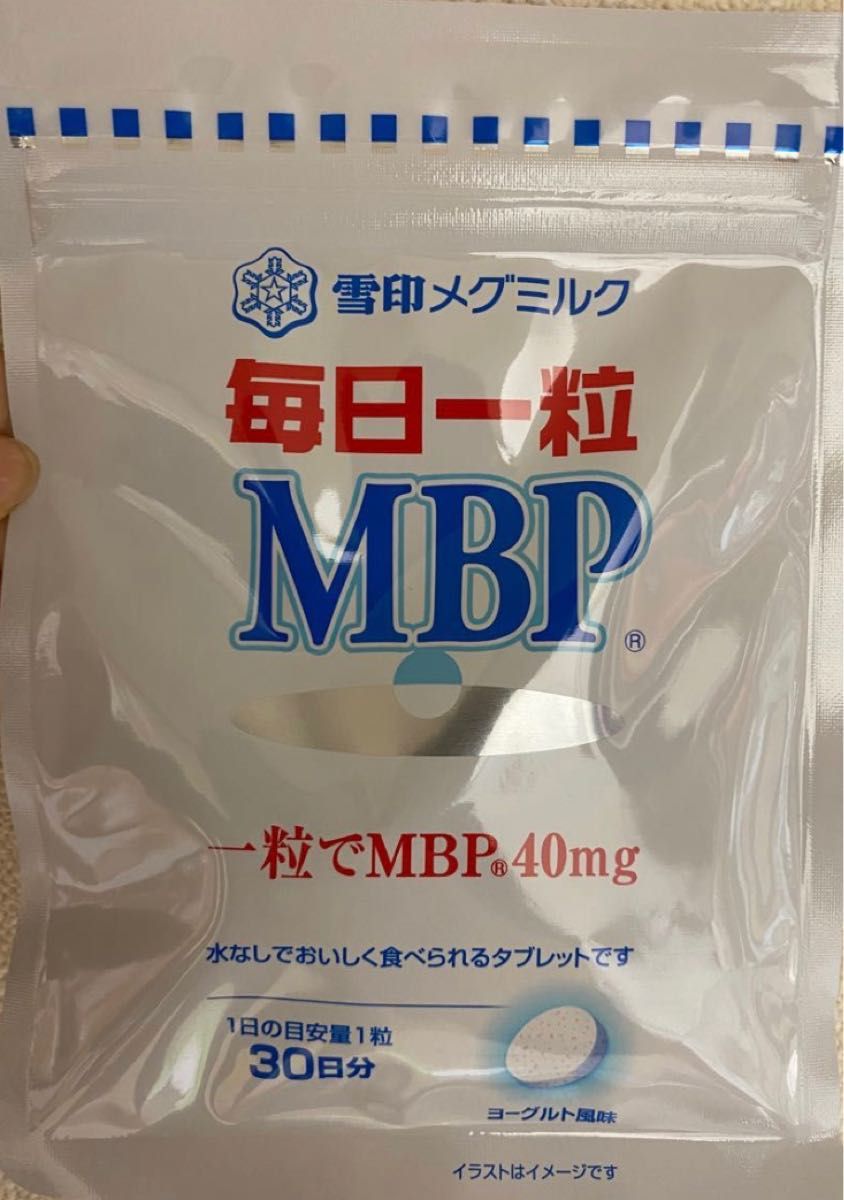 雪印メグミルク
毎日一粒
MBP®
一粒でMBP®40mg
水なしでおいしく食べられるタブレットです
1日の目安量1粒
30日分
ヨーグルト風味
イラストはイメージです